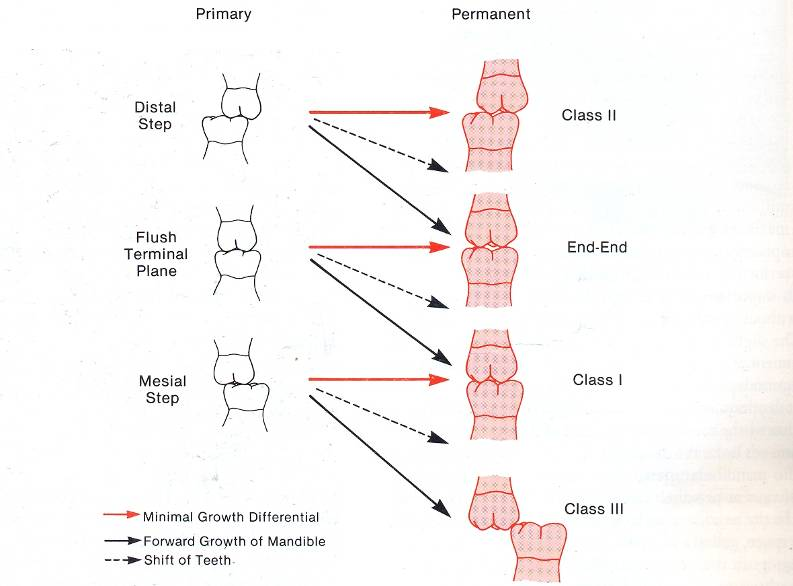 Primary
Permanent
Distal
Step
Class II
Flush
Terminal
Plane
End-End
Mesial
Step
Class I
Class III
Minimal Growth Differential
Forward Growth of Mandible
Shift of Teeth